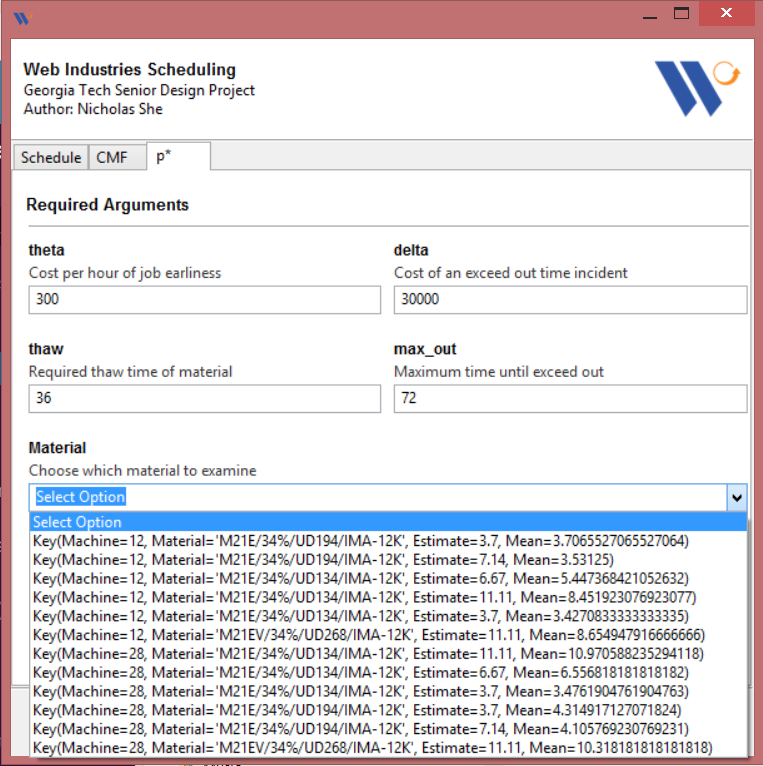 Web Industries Scheduling
Georgia Tech Senior Design Project
Author: Nicholas She
Schedule CMF p*
Required Arguments
theta delta
Cost per hour of job earliness Cost of an exceed out time incident
300 30000
thaw max_out
Required thaw time of material Maximum time until exceed out
36 72
Material
Choose which material to examine
Select Option
Select Option
Key(Machine=12, Material='M21E/34%/UD194/IMA-12K', Estimate=3.7, Mean=3.7065527065527064)
Key(Machine=12, Material='M21E/34%/UD194/IMA-12K', Estimate=7.14, Mean=3.53125)
Key(Machine=12, Material='M21E/34%/UD134/IMA-12K', Estimate=6.67, Mean=5.447368421052632)
Key(Machine=12, Material='M21E/34%/UD134/IMA-12K', Estimate=11.11, Mean=8.451923076923077)
Key(Machine=12, Material='M21E/34%/UD134/IMA-12K', Estimate=3.7, Mean=3.4270833333333335)
Key(Machine=12, Material='M21EV/34%/UD268/IMA-12K', Estimate=11.11, Mean=8.654947916666666)
Key(Machine=28, Material='M21E/34%/UD134/IMA-12K', Estimate=11.11, Mean=10.970588235294118)
Key(Machine=28, Material='M21E/34%/UD134/IMA-12K', Estimate=6.67, Mean=6.556818181818182)
Key(Machine=28, Material='M21E/34%/UD134/IMA-12K', Estimate=3.7, Mean=3.4761904761904763)
Key(Machine=28, Material='M21E/34%/UD194/IMA-12K', Estimate=3.7, Mean=4.314917127071824)
Key(Machine=28, Material='M21E/34%/UD194/IMA-12K', Estimate=7.14, Mean=4.105769230769231)
Key(Machine=28, Material='M21EV/34%/UD268/IMA-12K', Estimate=11.11, Mean=10.318181818181818)